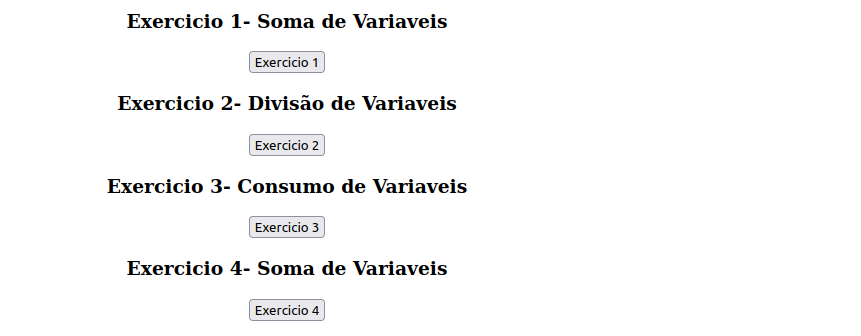 Exercicio 1- Soma de Variaveis
Exercicio 1
Exercicio 2- Divisão de Variaveis
Exercicio 2
Exercicio 3- Consumo de Variaveis
Exercicio 3
Exercicio 4- Soma de Variaveis
Exercicio 4